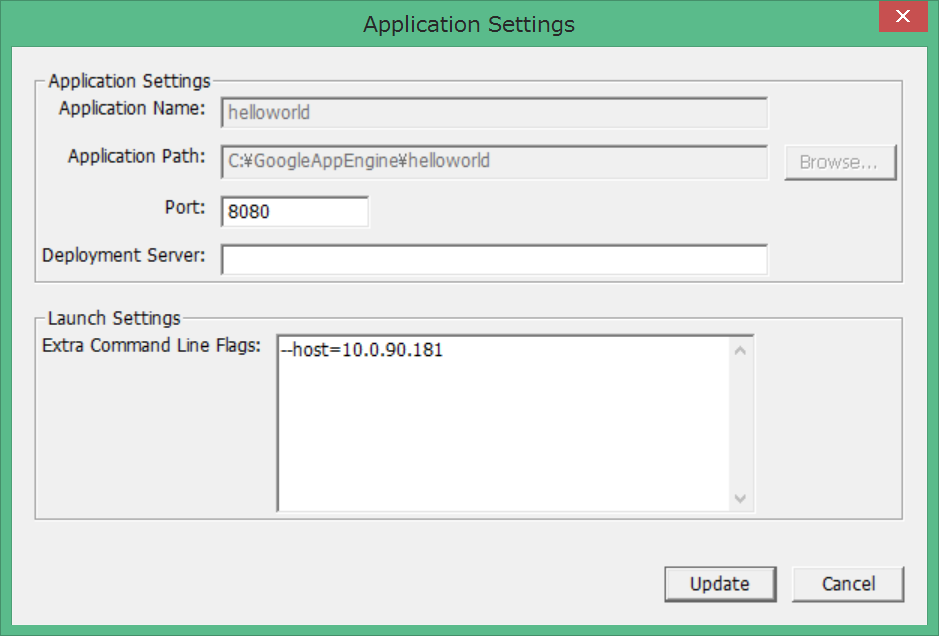 Application Settings
Application Settings
Application Name:
helloworld
Application Path:
C:¥GoogleAppEngine¥helloworld
Browse...
Port:
8080
Deployment Server:
Launch Settings
Extra Command Line Flags:
--host=10.0.90.181
Update
Cancel